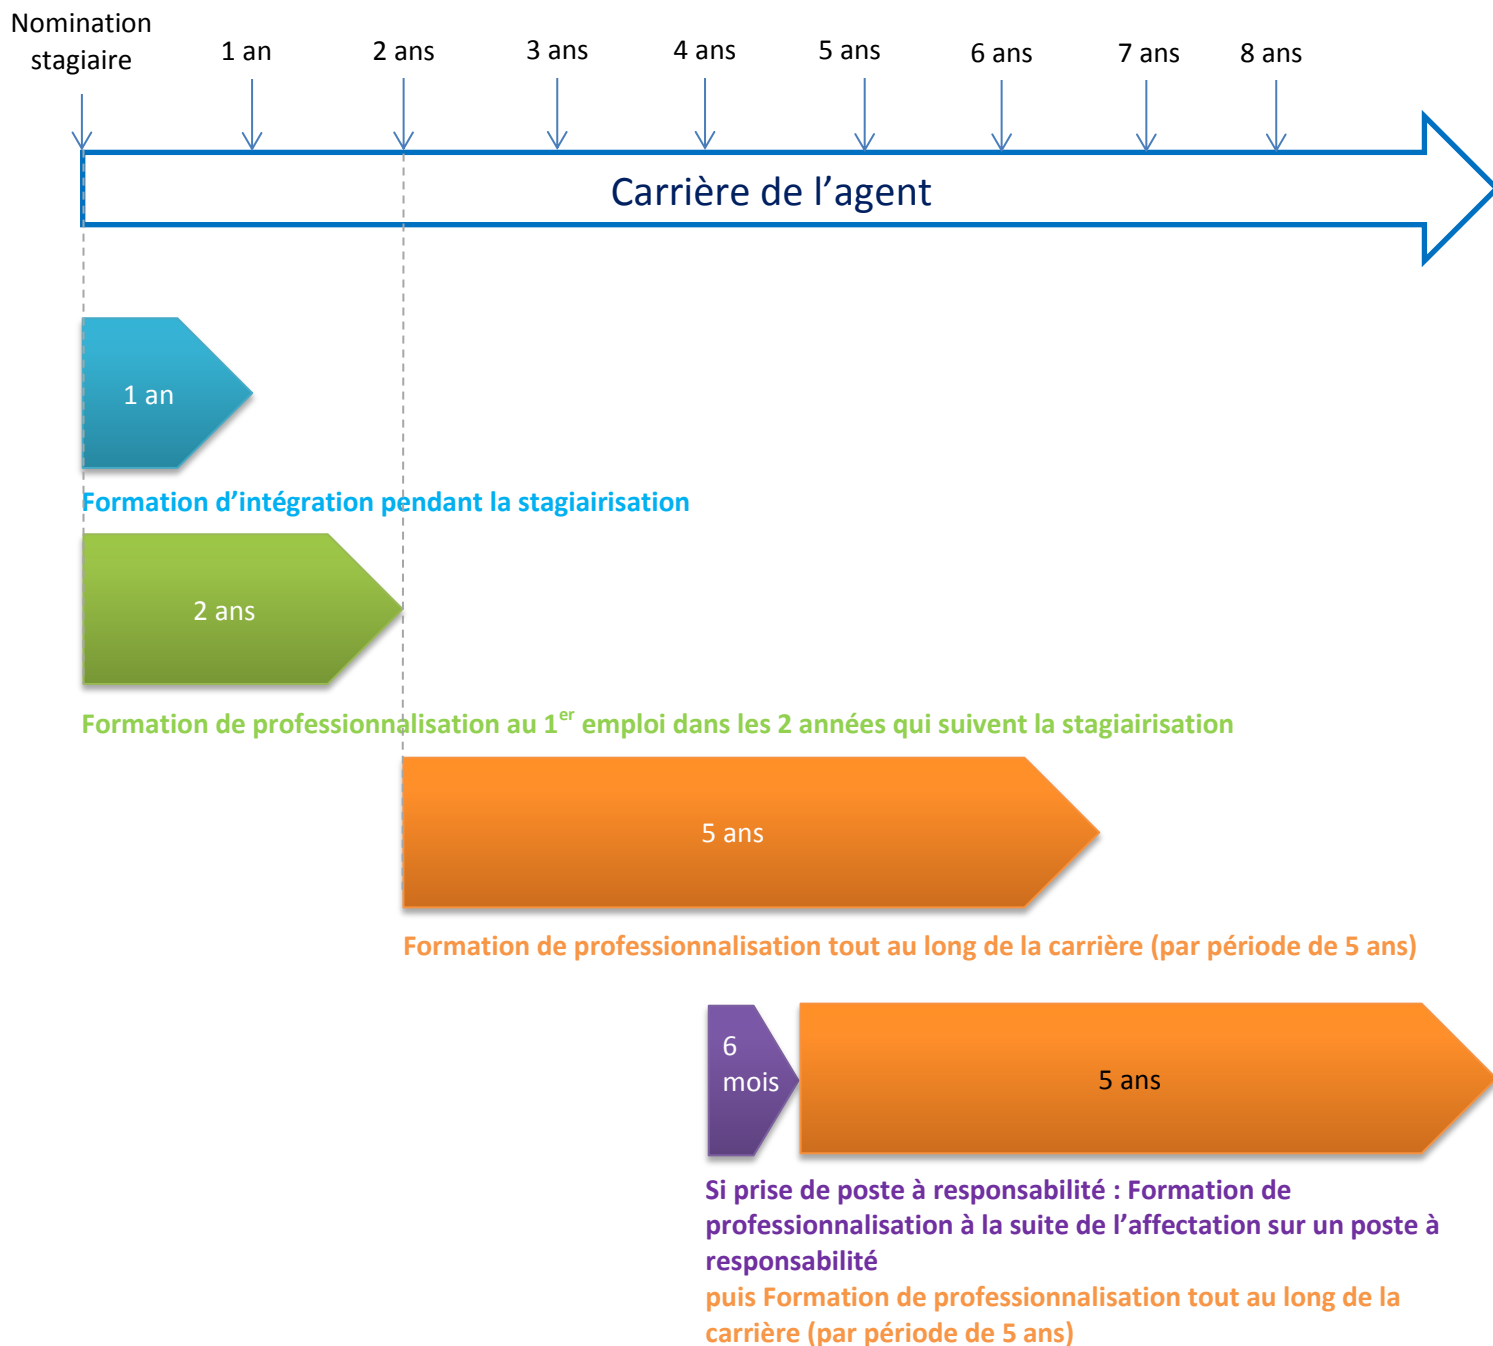 Nomination
stagiaire
1 an
2 ans
3 ans
4 ans
5 ans
6 ans
7 ans
8 ans
Carrière de l’agent
1 an
Formation d’intégration pendant la stagiairisation
2 ans
Formation de professionnalisation au 1er emploi dans les 2 années qui suivent la stagiairisation
5 ans
Formation de professionnalisation tout au long de la carrière (par période de 5 ans)
6
mois
5 ans
Si prise de poste à responsabilité : Formation de
professionnalisation à la suite de l’affectation sur un poste à
responsabilité
puis Formation de professionnalisation tout au long de la
carrière (par période de 5 ans)